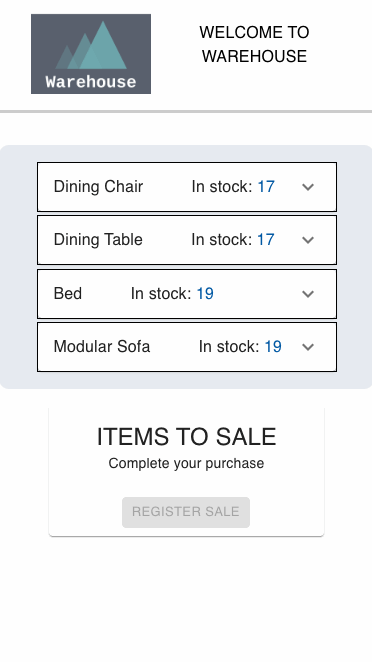 Warehouse
WELCOME TO
WAREHOUSE
Dining Chair In stock: 17
Dining Table In stock: 17
Bed In stock: 19
Modular Sofa In stock: 19
ITEMS TO SALE
Complete your purchase
REGISTER SALE